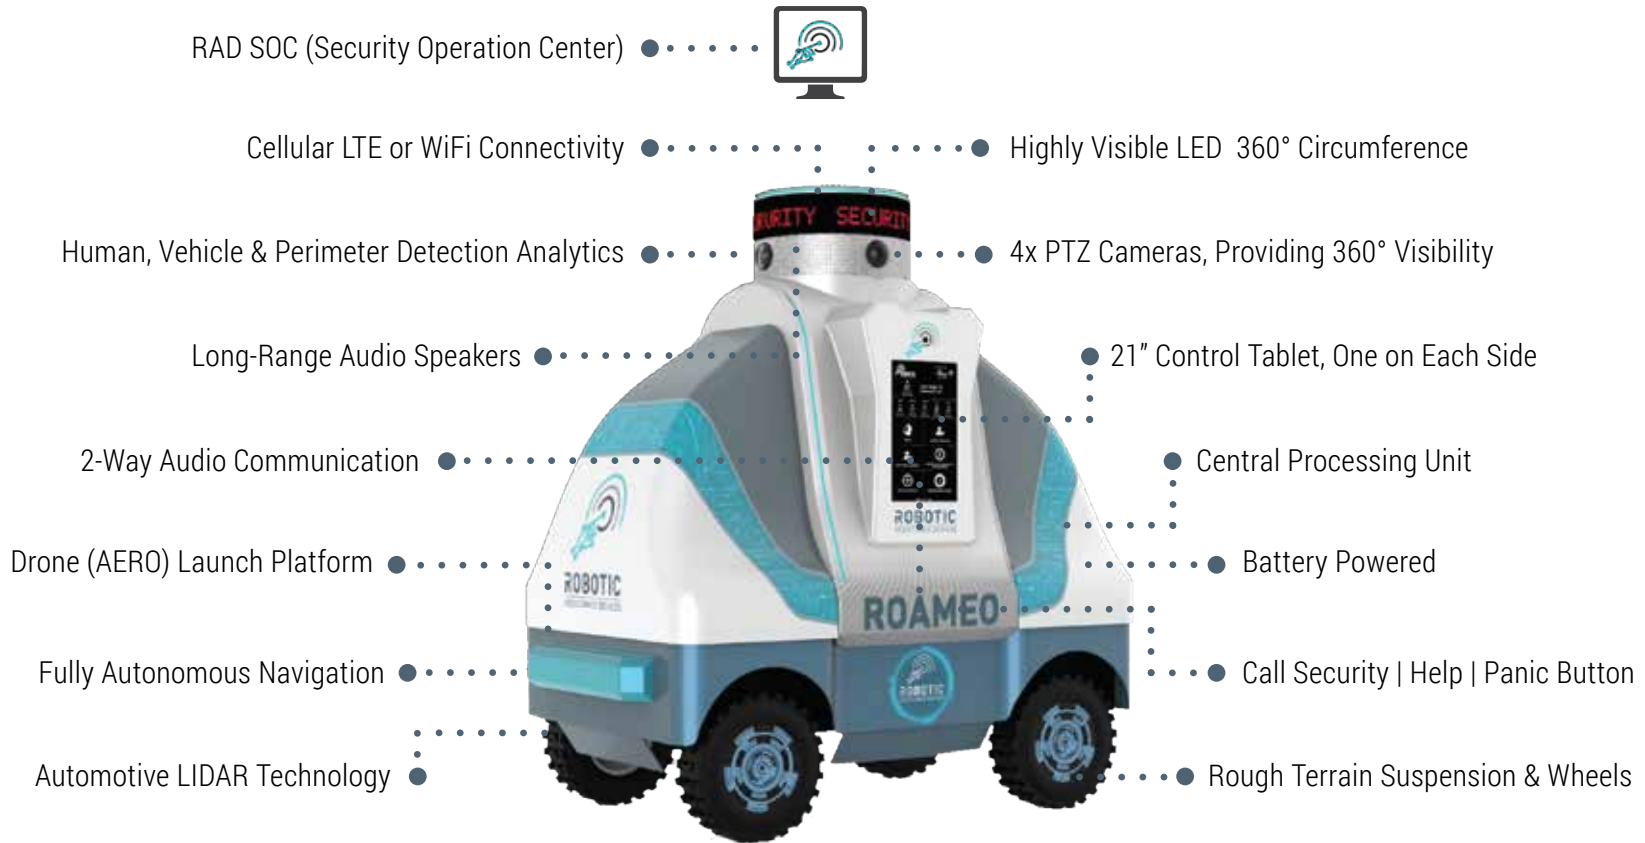 RAD SOC (Security Operation Center)
Cellular LTE or WiFi Connectivity
Highly Visible LED 360° Circumference
SECURITY
Human, Vehicle & Perimeter Detection Analytics
4x PTZ Cameras, Providing 360° Visibility
Long-Range Audio Speakers
21" Control Tablet, One on Each Side
2-Way Audio Communication
Central Processing Unit
ROBOTIC
Drone (AERO) Launch Platform
Battery Powered
ROBOTIC
ROAMEO
Fully Autonomous Navigation
Call Security | Help | Panic Button
ROBOTIC
Automotive LIDAR Technology
Rough Terrain Suspension & Wheels